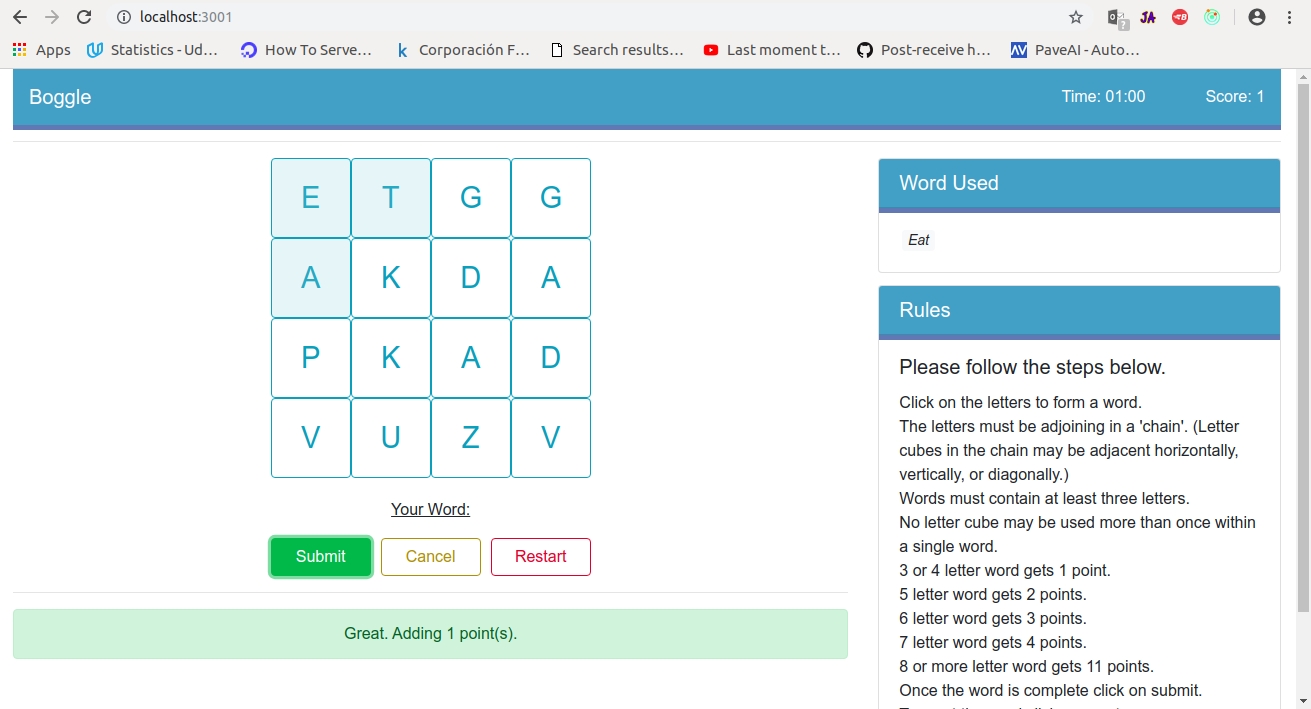 localhost:3001
Apps Statistics - Ud... How To Serve... Corporación F... Search results... Last moment t... Post-receive h... PaveAI - Auto...
Boggle Time: 01:00 Score: 1
E T G G
A K D A
P K A D
V U Z V
Your Word:
Submit Cancel Restart
Great. Adding 1 point(s).
Word Used
Eat
Rules
Please follow the steps below.
Click on the letters to form a word.
The letters must be adjoining in a 'chain'. (Letter
cubes in the chain may be adjacent horizontally,
vertically, or diagonally.)
Words must contain at least three letters.
No letter cube may be used more than once within
a single word.
3 or 4 letter word gets 1 point.
5 letter word gets 2 points.
6 letter word gets 3 points.
7 letter word gets 4 points.
8 or more letter word gets 11 points.
Once the word is complete click on submit.